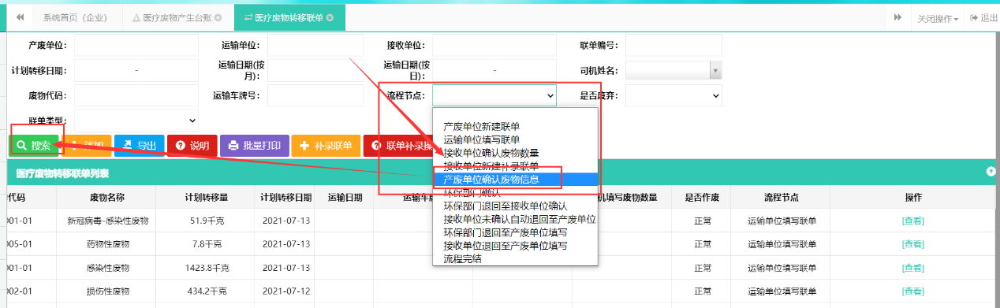 系统首页（企业）
医疗废物产生台账
医疗废物转移联单
关闭操作
退出
产废单位：
运输单位：
接收单位：
联单编号：
计划转移日期：
-
运输日期(按月)：
运输日期(按日)：
-
司机姓名：
废物代码：
运输车牌号：
流程节点：
是否废弃：
联单类型：
搜索
添加
导出
说明
批量打印
补录联单
联单补录操
产废单位新建联单
运输单位填写联单
接收单位确认废物数量
接收单位新建补录联单
产废单位确认废物信息
环保部门确认
环保部门退回至接收单位确认
接收单位未确认自动退回至产废单位
环保部门退回至产废单位填写
接收单位退回至产废单位填写
流程完结
医疗废物转移联单列表
代码 废物名称 计划转移量 计划转移日期 运输日期 运输车牌 机填写废物数量 是否作废 流程节点 操作
001-01 新冠病毒-感染性废物 51.9千克 2021-07-13 正常 运输单位填写联单 [查看]
005-01 药物性废物 7.8千克 2021-07-13 正常 运输单位填写联单 [查看]
001-01 感染性废物 1423.8千克 2021-07-13 正常 运输单位填写联单 [查看]
002-01 损伤性废物 434.2千克 2021-07-12 正常 运输单位填写联单 [查看]